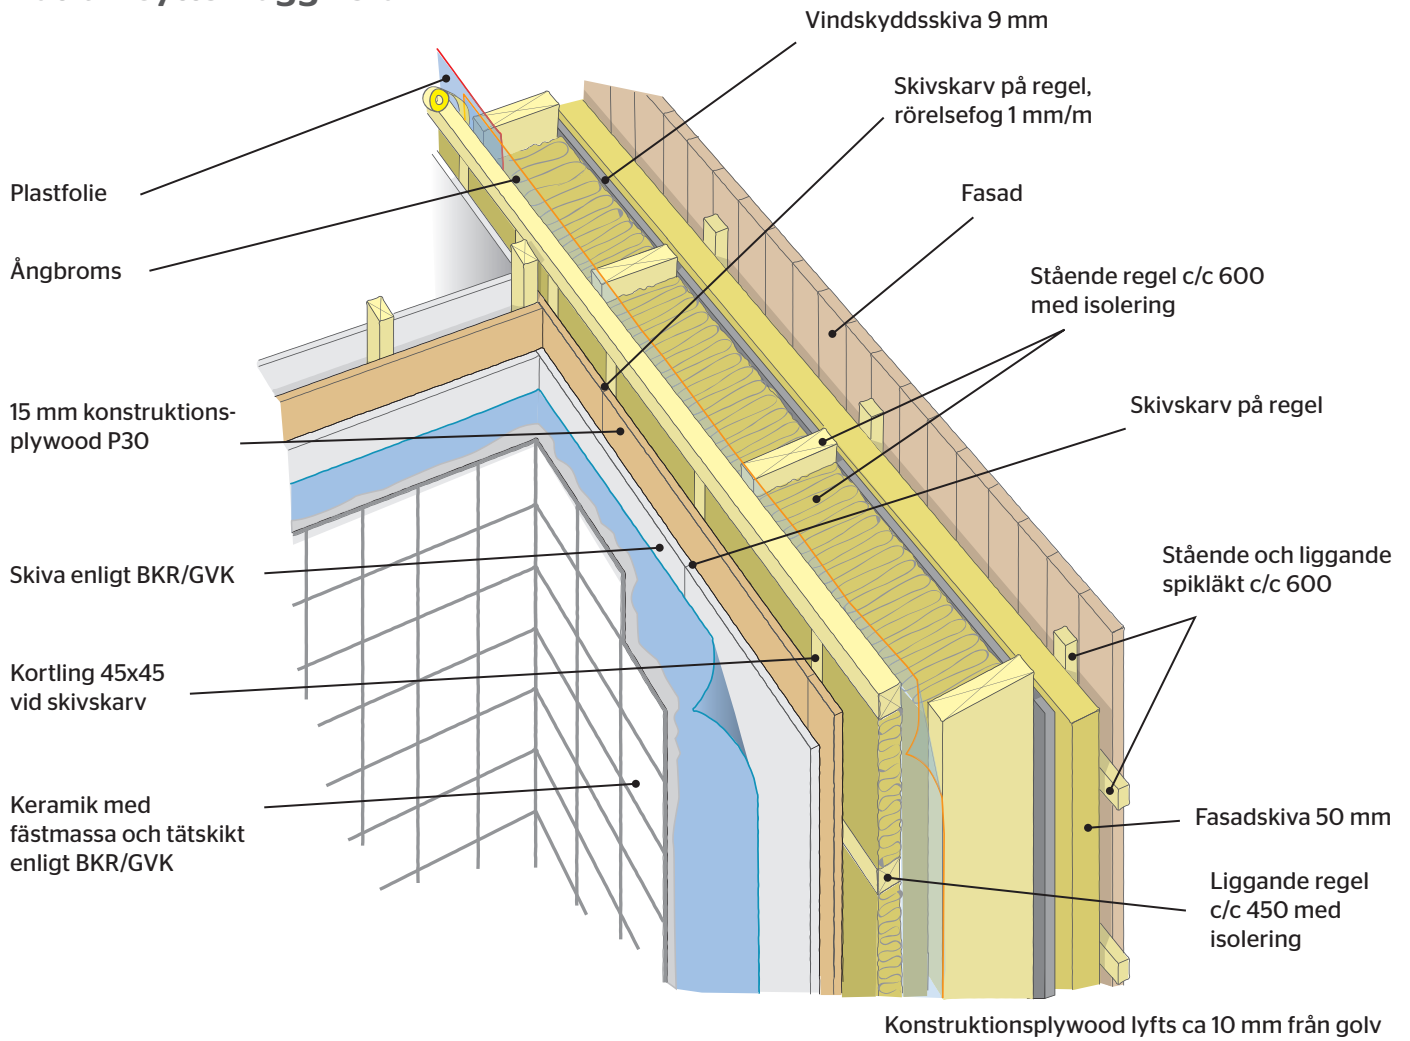 Vindskyddsskiva 9 mm
Skivskarv på regel,
rörelsefog 1 mm/m
Plastfolie
Fasad
Ångbroms
Stående regel c/c 600
med isolering
15 mm konstruktions-
plywood P30
Skivskarv på regel
Skiva enligt BKR/GVK
Stående och liggande
spikläkt c/c 600
Kortling 45x45
vid skivskarv
Keramik med
fästmassa och tätskikt
enligt BKR/GVK
Fasadskiva 50 mm
Liggande regel
c/c 450 med
isolering
Konstruktionsplywood lyfts ca 10 mm från golv